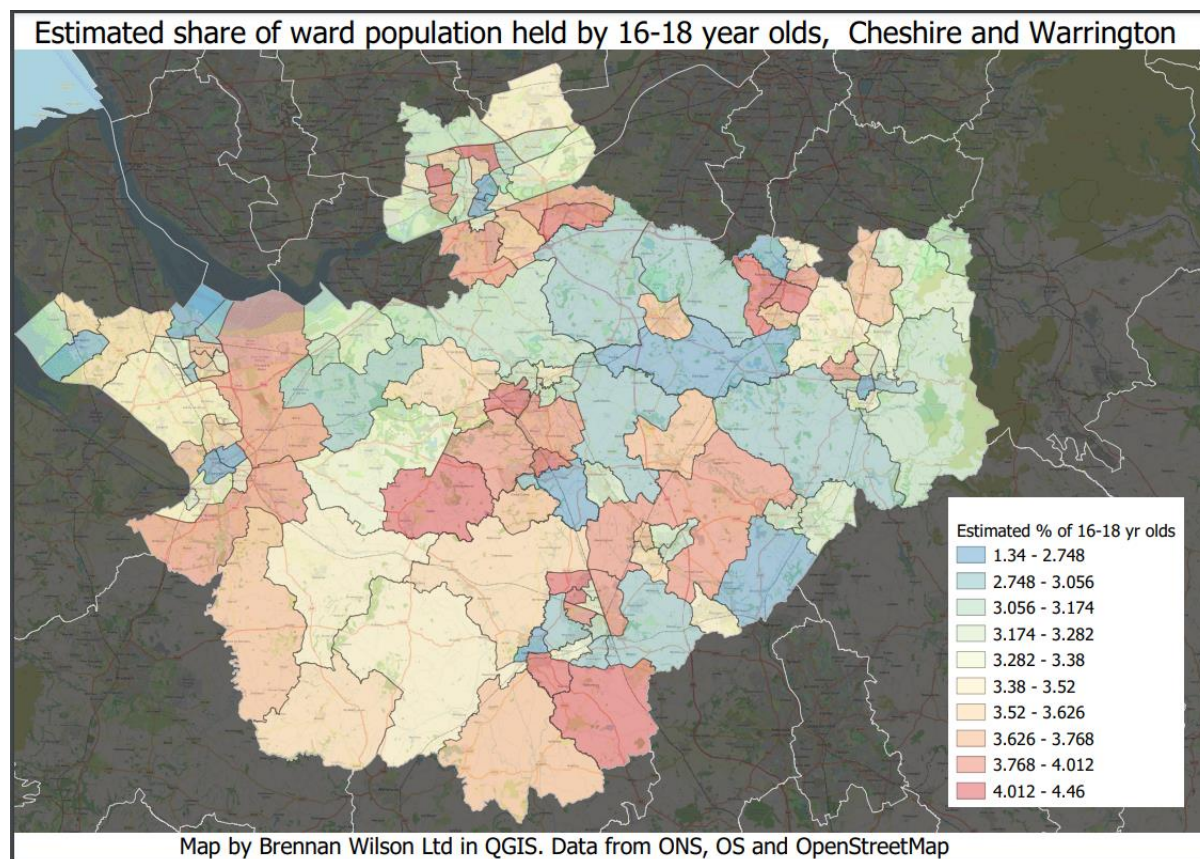 Estimated share of ward population held by 16-18 year olds, Cheshire and Warrington
Estimated % of 16-18 yr olds
1.34 - 2.748
2.748 - 3.056
3.056 - 3.174
3.174 - 3.282
3.282 - 3.38
3.38 - 3.52
3.52 - 3.626
3.626 - 3.768
3.768 - 4.012
4.012 - 4.46
Map by Brennan Wilson Ltd in QGIS. Data from ONS, OS and OpenStreetMap